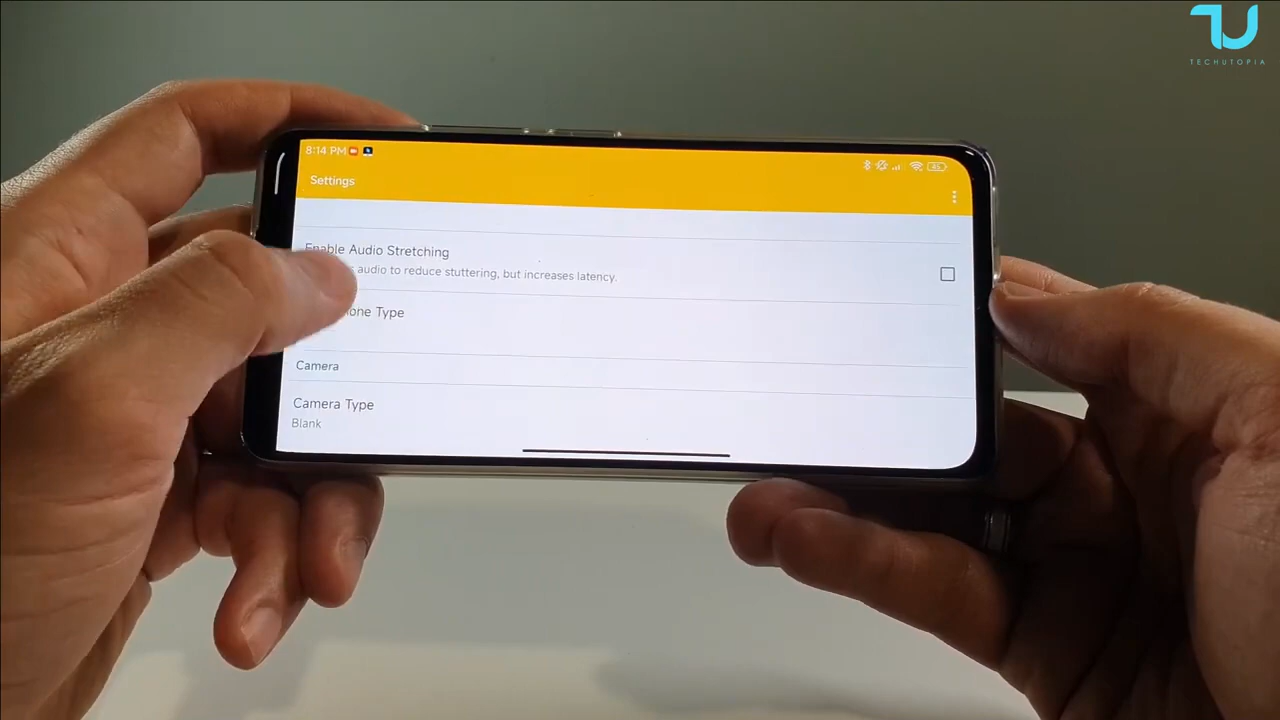 TECHUTOPIA
8:14 PM
Settings
Enable Audio Stretching
audio to reduce stuttering, but increases latency.
Type
Camera
Camera Type
Blank